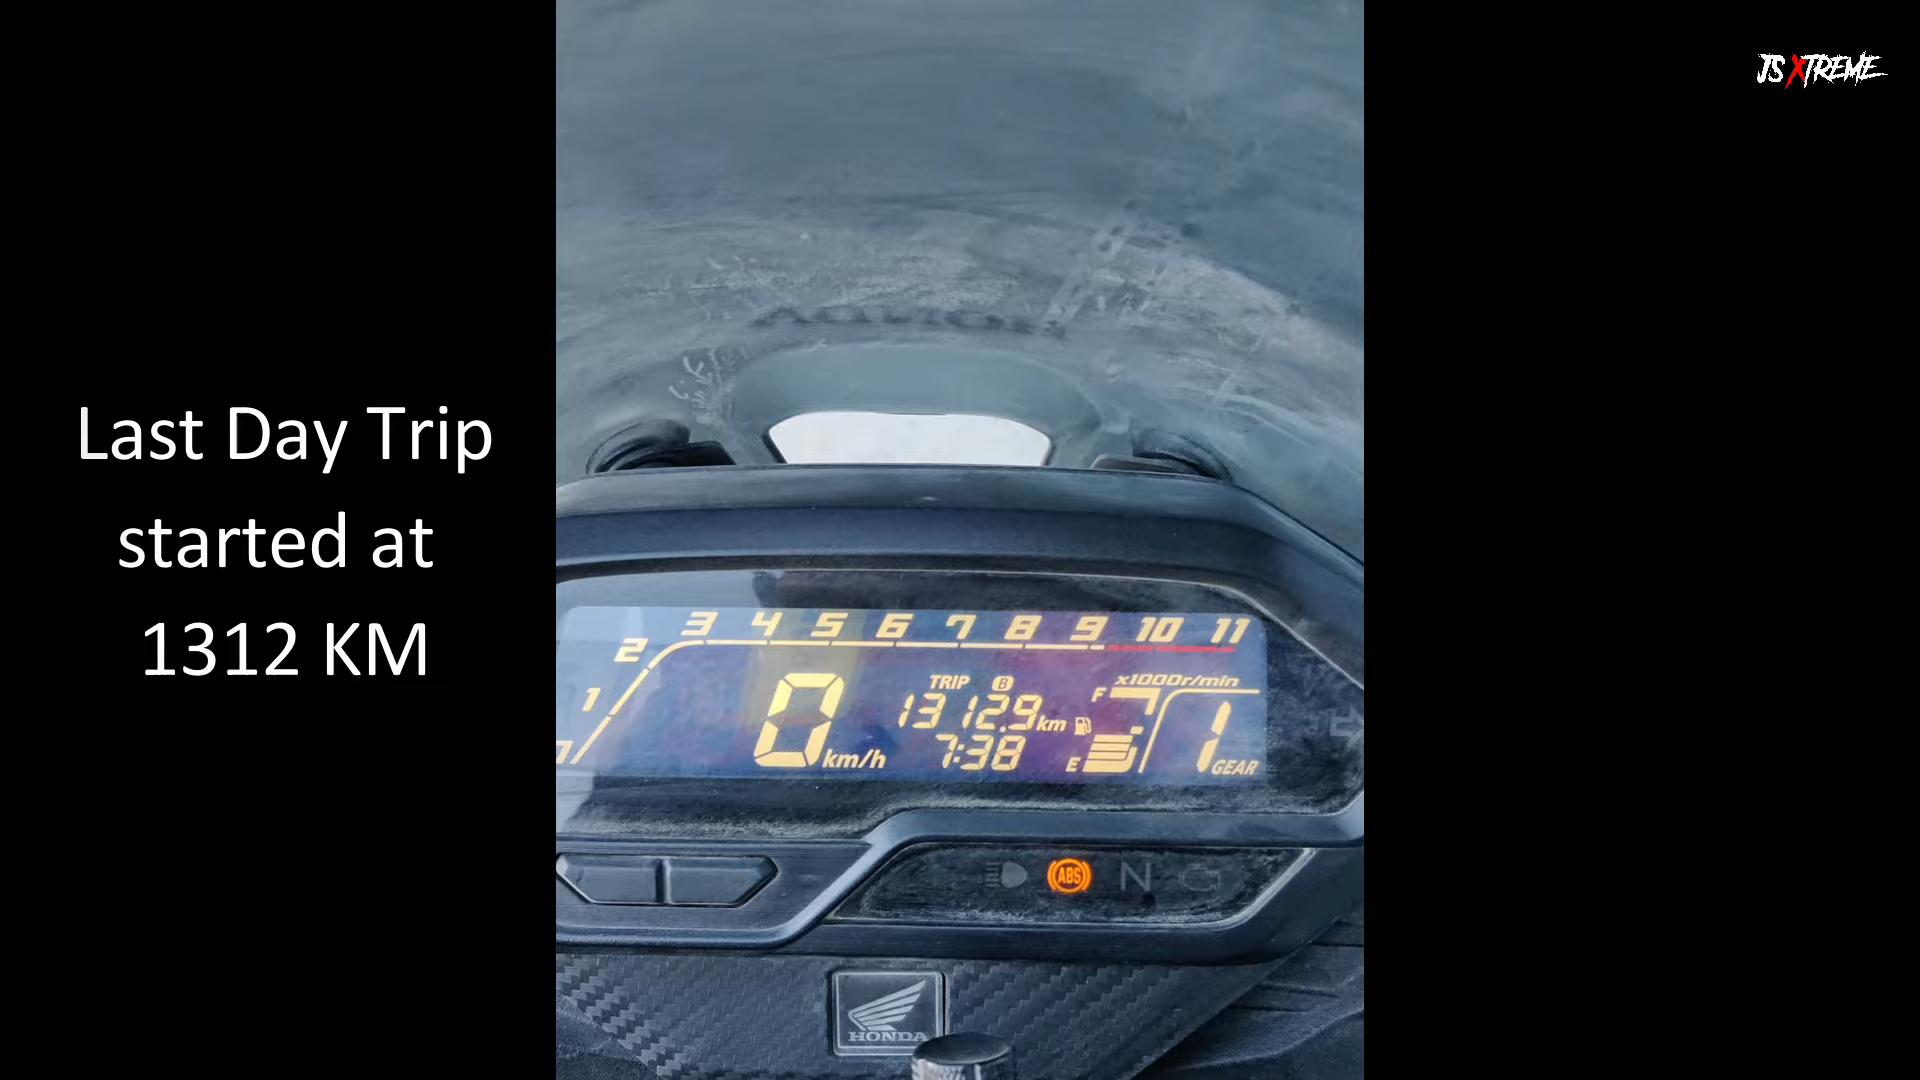 JS XTREME
Last Day Trip
started at
1312 KM
0 1 2 3 4 5 6 7 8 9 10 11
x1000r/min
TRIP B
1312.9 km
0 km/h
7:38
F
E
1 GEAR
ABS
N
HONDA